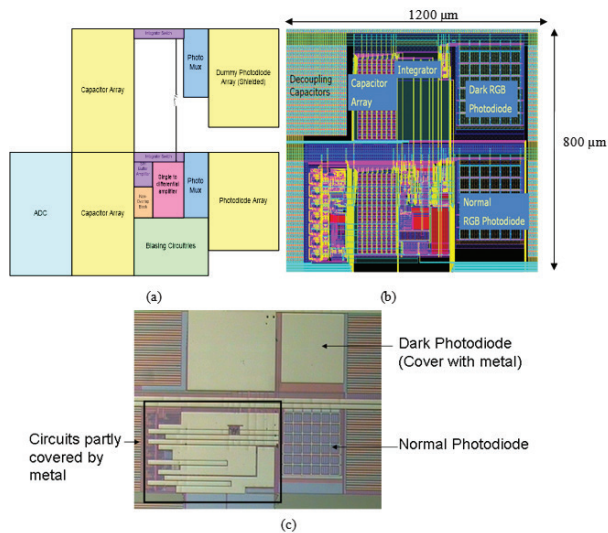 1200 µm
Integrator Switch
Photo
Mux
Capacitor Array
Dummy Photodiode
Array (Shielded)
Decoupling
Capacitors
Capacitor
Array
Integrator
Dark RGB
Photodiode
800 µm
Integrator Switch
ADC
Capacitor Array
Single to
differential
amplifier
Photo
Mux
Photodiode Array
Biasing Circuitries
Normal
RGB Photodiode
(a)
(b)
Dark Photodiode
(Cover with metal)
Circuits partly
covered by
metal
Normal Photodiode
(c)